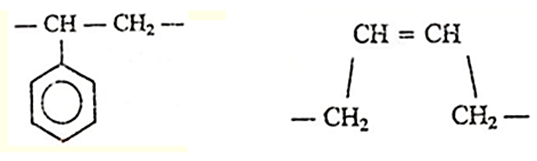 — CH — CH₂ —
CH = CH
— CH₂ CH₂ —